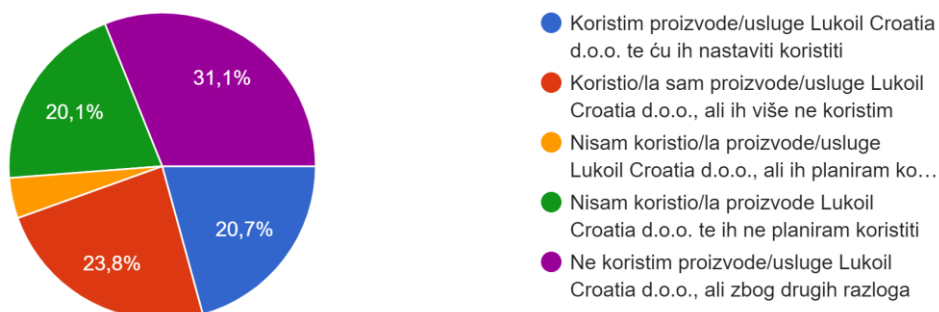 31,1%
20,1%
20,7%
23,8%
Koristim proizvode/usluge Lukoil Croatia
d.o.o. te ću ih nastaviti koristiti
Koristio/la sam proizvode/usluge Lukoil
Croatia d.o.o., ali ih više ne koristim
Nisam koristio/la proizvode/usluge
Lukoil Croatia d.o.o., ali ih planiram ko…
Nisam koristio/la proizvode Lukoil
Croatia d.o.o. te ih ne planiram koristiti
Ne koristim proizvode/usluge Lukoil
Croatia d.o.o., ali zbog drugih razloga